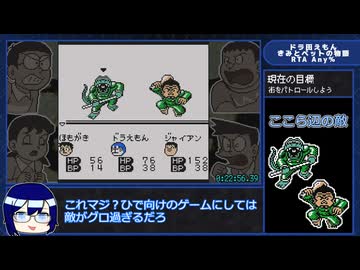 ドラ田えもん
きみとペットの物語
RTA Any%
現在の目標
街をパトロールしよう
ここら辺の敵
ほもがき ドラえもん ジャイアン
HP 56 HP 76 HP 152
BP 14 BP 38 BP 38
0:22:56.39
これマジ？ひで向けのゲームにしては
敵がグロ過ぎるだろ